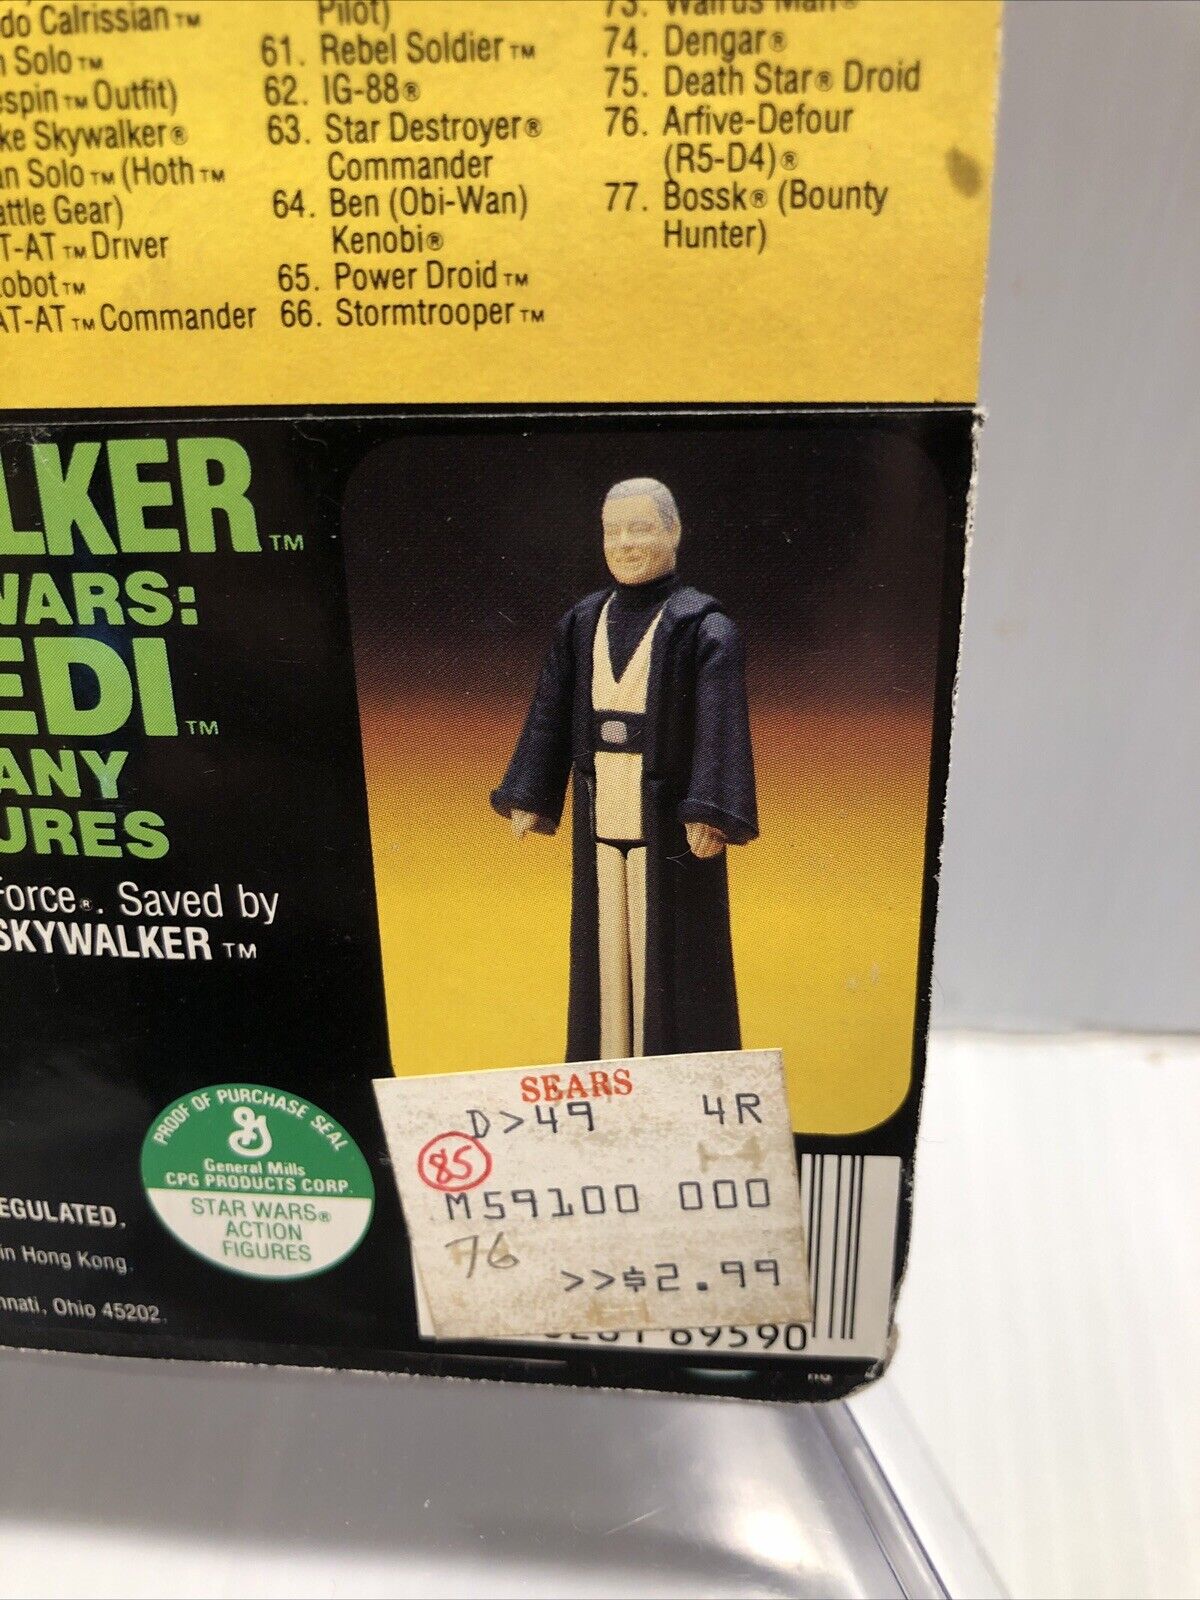 do Calrissian™
Solo™
espin™ Outfit)
ke Skywalker®
an Solo™ (Hoth™
attle Gear)
T-AT™ Driver
obot™
AT-AT™ Commander
Pilot)
61. Rebel Soldier™
62. IG-88®
63. Star Destroyer®
Commander
64. Ben (Obi-Wan)
Kenobi®
65. Power Droid™
66. Stormtrooper™
73. Walrus Man®
74. Dengar®
75. Death Star® Droid
76. Arfive-Defour
(R5-D4)®
77. Bossk® (Bounty
Hunter)
LKER™
WARS:
EDI™
ANY
URES
Force®. Saved by
SKYWALKER™
PROOF OF PURCHASE SEAL
General Mills
CPG PRODUCTS CORP.
STAR WARS®
ACTION
FIGURES
EGULATED.
in Hong Kong.
nnati, Ohio 45202.
SEARS
D>49 4R
85
M59100 000
76
>>$2.99
89590